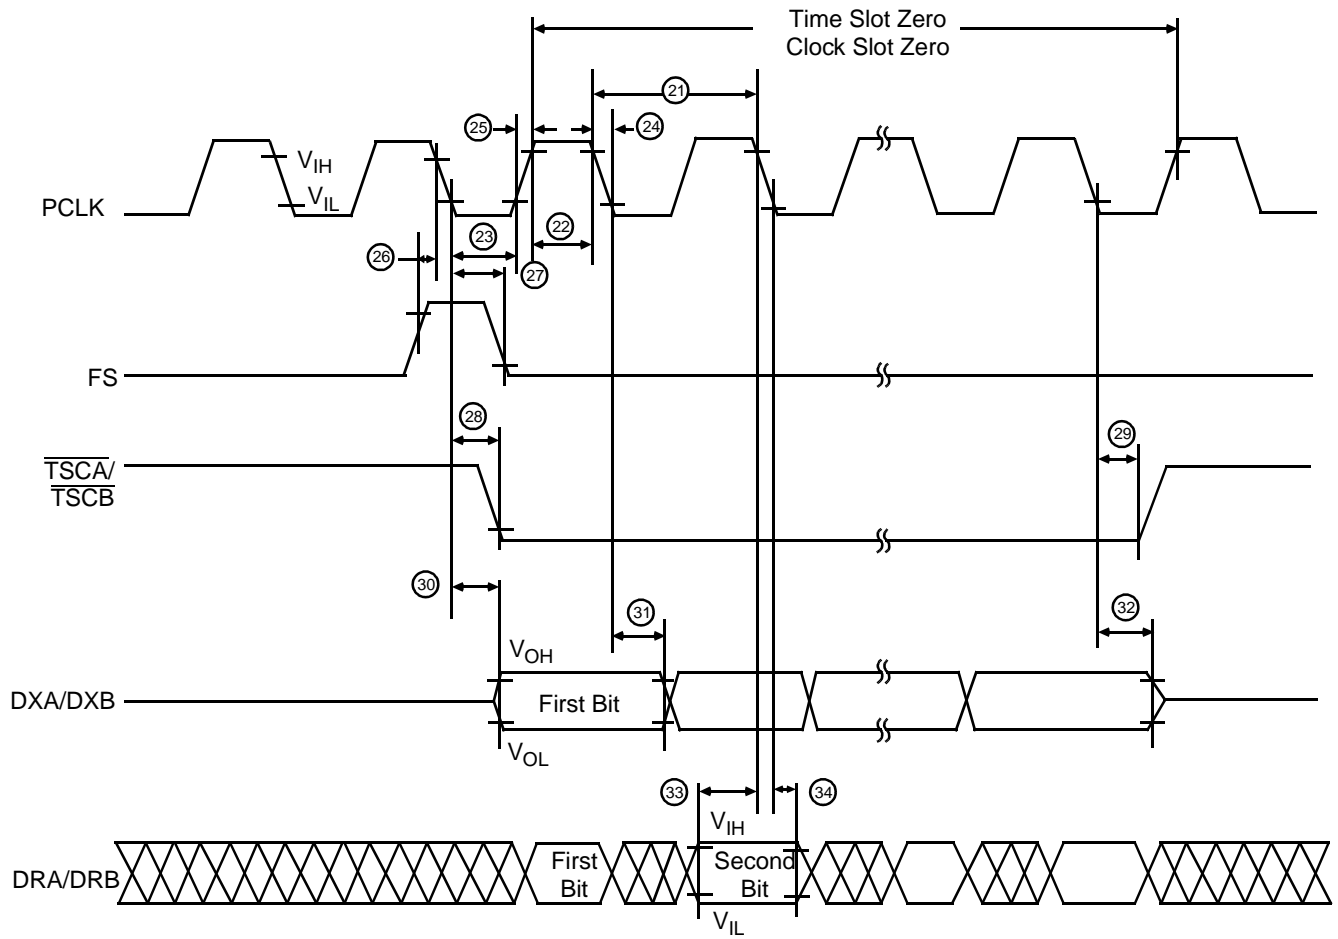 Time Slot Zero
Clock Slot Zero
21
25
24
VIH
VIL
PCLK
22
23
26
27
FS
28
29
TSCA/
TSCB
30
31
32
VOH
DXA/DXB
First Bit
VOL
33
34
VIH
DRA/DRB
First
Bit
Second
Bit
VIL